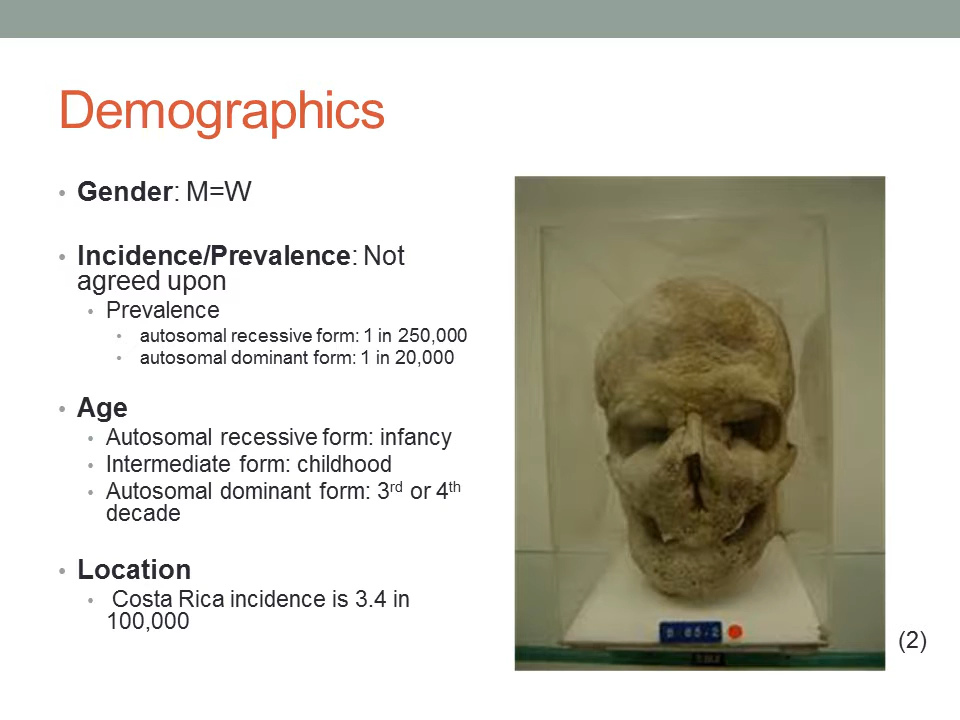 Demographics
• Gender: M=W
• Incidence/Prevalence: Not
agreed upon
• Prevalence
• autosomal recessive form: 1 in 250,000
• autosomal dominant form: 1 in 20,000
• Age
• Autosomal recessive form: infancy
• Intermediate form: childhood
• Autosomal dominant form: 3rd or 4th
decade
• Location
• Costa Rica incidence is 3.4 in
100,000
(2)